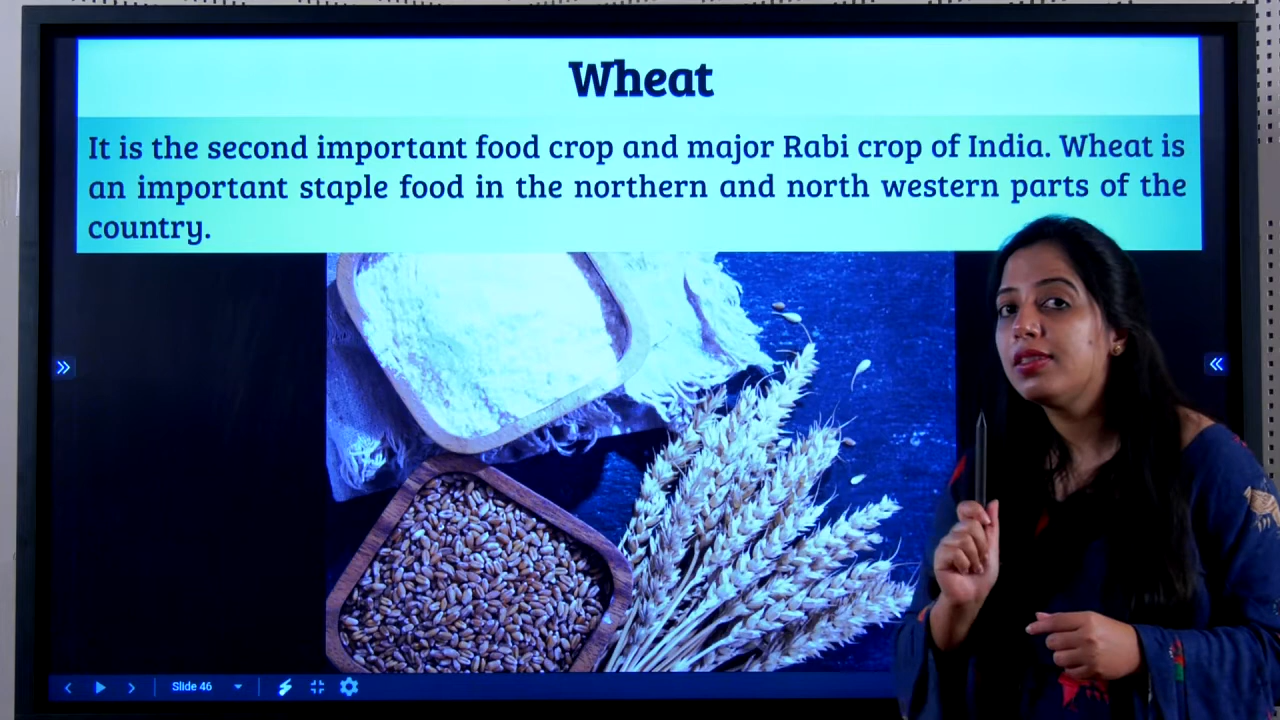 Wheat
It is the second important food crop and major Rabi crop of India. Wheat is
an important staple food in the northern and north western parts of the
country.
Slide 46